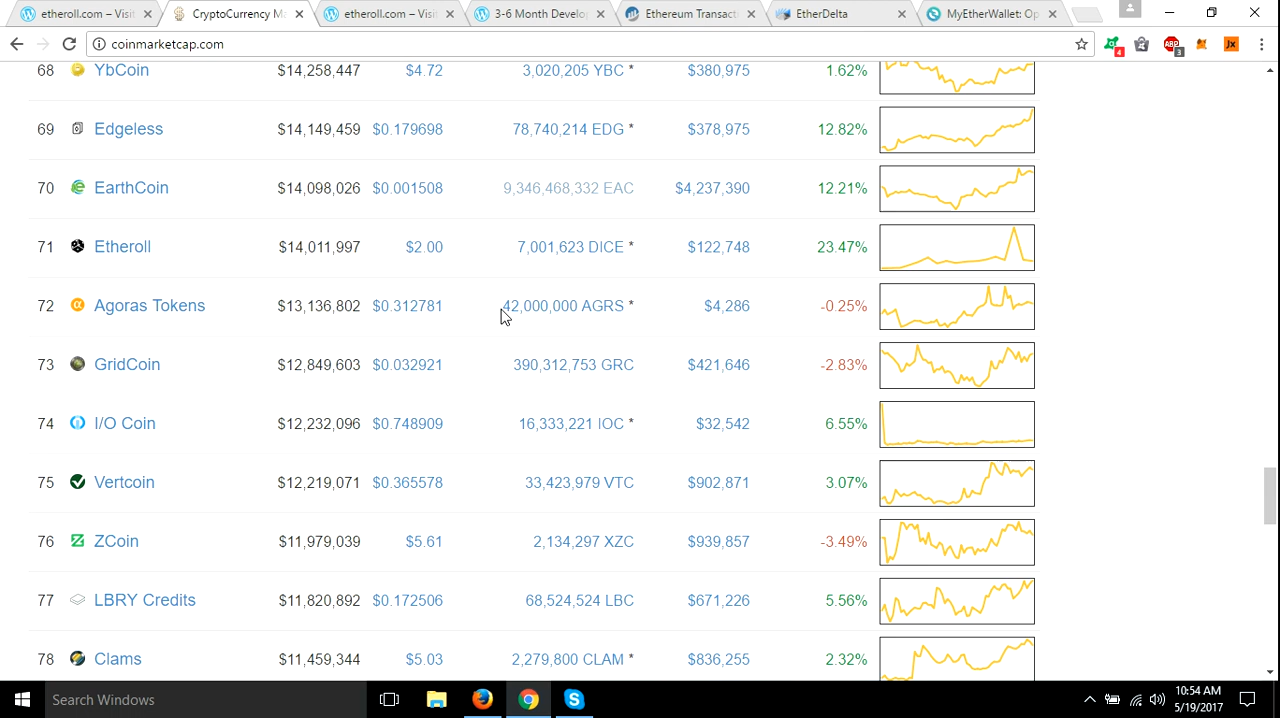 etheroll.com – Visi
CryptoCurrency Ma
etheroll.com – Visi
3-6 Month Develo
Ethereum Transact
EtherDelta
MyEtherWallet: Op
coinmarketcap.com
4
ABP
3
jx
68 YbCoin $14,258,447 $4.72 3,020,205 YBC * $380,975 1.62%
69 Edgeless $14,149,459 $0.179698 78,740,214 EDG * $378,975 12.82%
70 EarthCoin $14,098,026 $0.001508 9,346,468,332 EAC $4,237,390 12.21%
71 Etheroll $14,011,997 $2.00 7,001,623 DICE * $122,748 23.47%
72 Agoras Tokens $13,136,802 $0.312781 42,000,000 AGRS * $4,286 -0.25%
73 GridCoin $12,849,603 $0.032921 390,312,753 GRC $421,646 -2.83%
74 I/O Coin $12,232,096 $0.748909 16,333,221 IOC * $32,542 6.55%
75 Vertcoin $12,219,071 $0.365578 33,423,979 VTC $902,871 3.07%
76 ZCoin $11,973,039 $5.61 2,134,297 XZC $939,857 -3.49%
77 LBRY Credits $11,820,892 $0.172506 68,524,524 LBC $671,226 5.56%
78 Clams $11,459,344 $5.03 2,279,800 CLAM * $836,255 2.32%
Search Windows
10:54 AM
5/19/2017